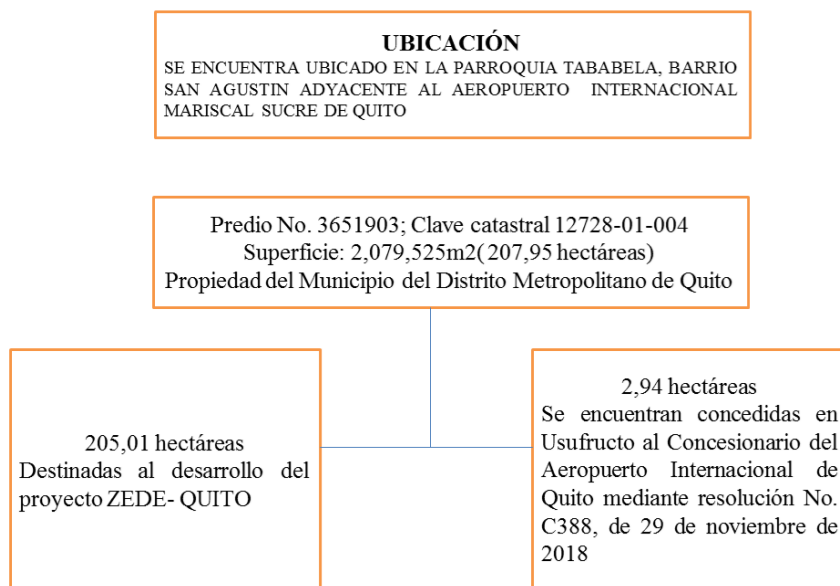 UBICACIÓN
SE ENCUENTRA UBICADO EN LA PARROQUIA TABABELA, BARRIO
SAN AGUSTIN ADYACENTE AL AEROPUERTO INTERNACIONAL
MARISCAL SUCRE DE QUITO
Predio No. 3651903; Clave catastral 12728-01-004
Superficie: 2,079,525m2(207,95 hectáreas)
Propiedad del Municipio del Distrito Metropolitano de Quito
205,01 hectáreas
Destinadas al desarrollo del
proyecto ZEDE- QUITO
2,94 hectáreas
Se encuentran concedidas en
Usufructo al Concesionario del
Aeropuerto Internacional de
Quito mediante resolución No.
C388, de 29 de noviembre de
2018